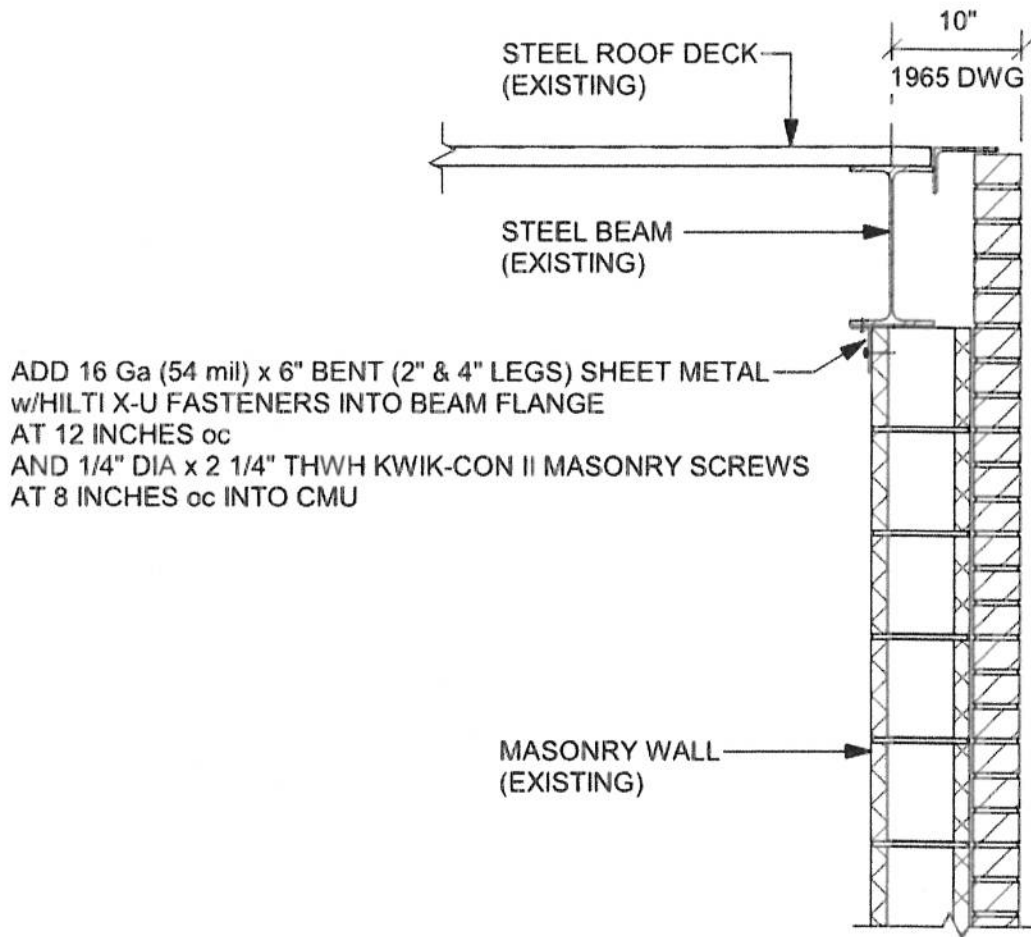 10"
1965 DWG
STEEL ROOF DECK
(EXISTING)
STEEL BEAM
(EXISTING)
ADD 16 Ga (54 mil) x 6" BENT (2" & 4" LEGS) SHEET METAL
w/HILTI X-U FASTENERS INTO BEAM FLANGE
AT 12 INCHES oc
AND 1/4" DIA x 2 1/4" THWH KWIK-CON II MASONRY SCREWS
AT 8 INCHES oc INTO CMU
MASONRY WALL
(EXISTING)